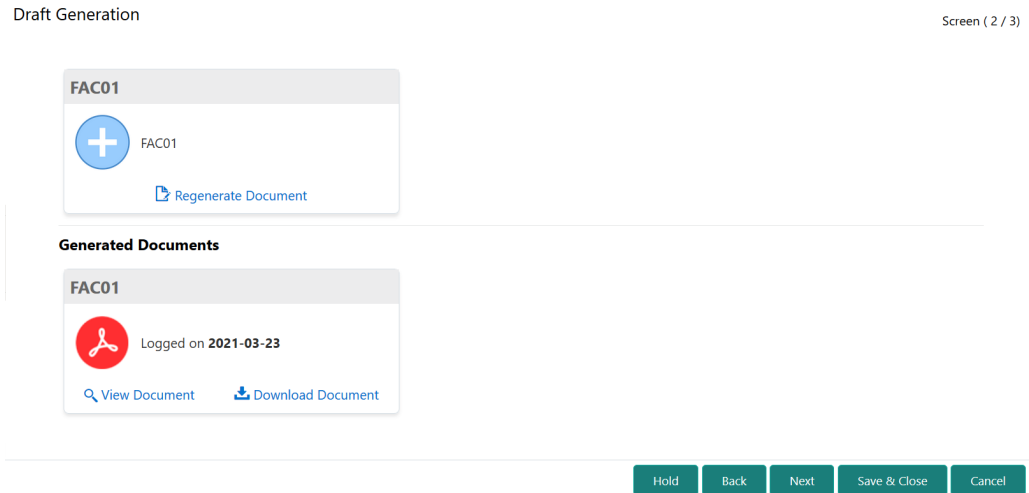 Draft Generation
Screen ( 2 / 3)
FAC01
FAC01
Regenerate Document
Generated Documents
FAC01
Logged on 2021-03-23
View Document
Download Document
Hold
Back
Next
Save & Close
Cancel